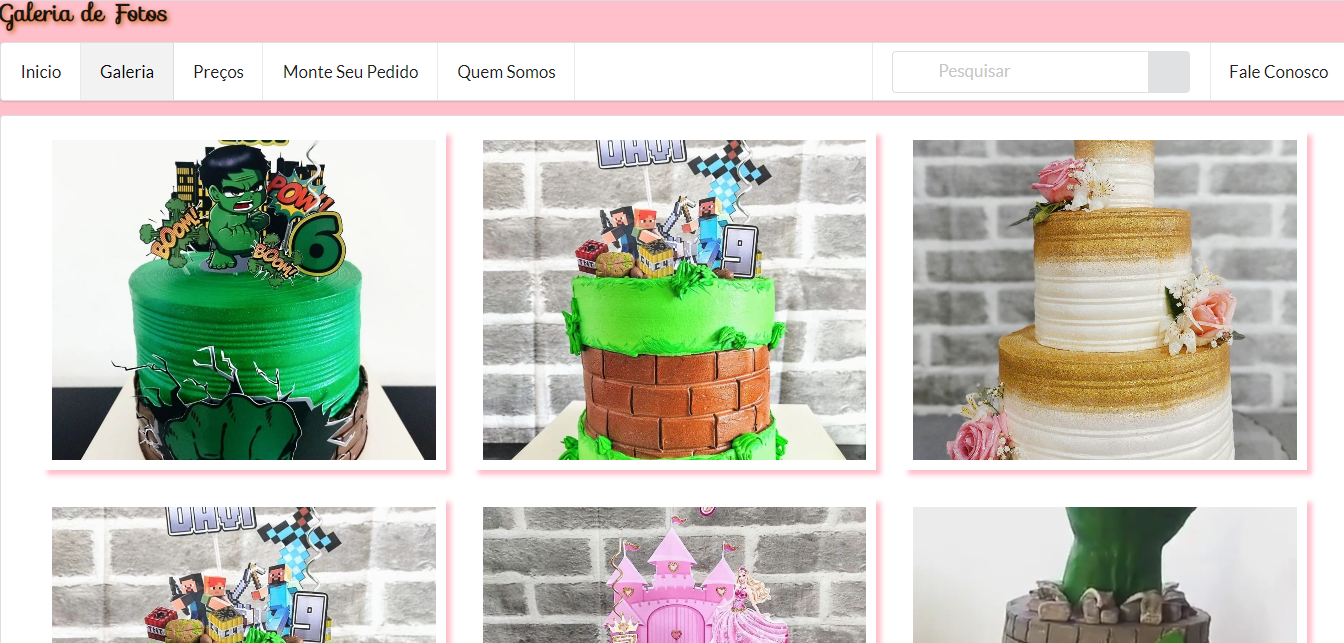 Galeria de Fotos
Inicio
Galeria
Preços
Monte Seu Pedido
Quem Somos
Pesquisar
Fale Conosco
POW!
BOOM!
6
BOOM!
DAVI
9
DAVI
9